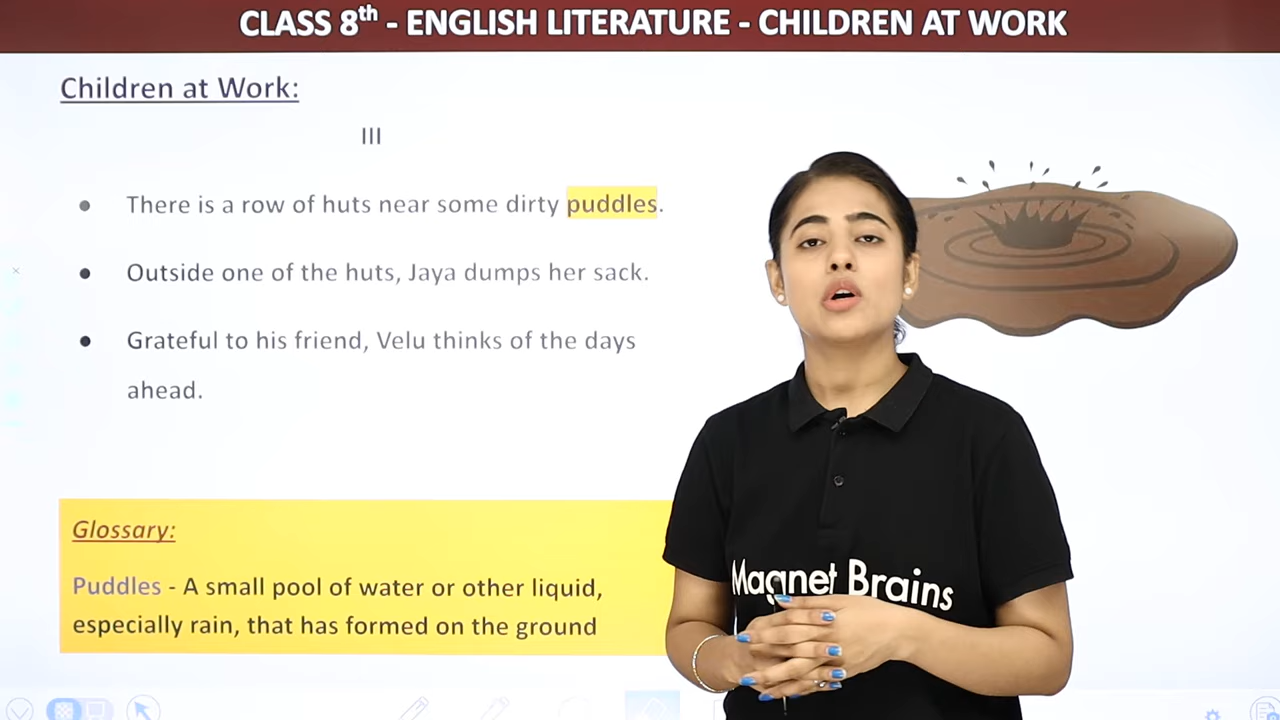 CLASS 8th - ENGLISH LITERATURE - CHILDREN AT WORK
Children at Work:
III
• There is a row of huts near some dirty puddles.
• Outside one of the huts, Jaya dumps her sack.
• Grateful to his friend, Velu thinks of the days
ahead.
Glossary:
Puddles - A small pool of water or other liquid,
especially rain, that has formed on the ground
Magnet Brains